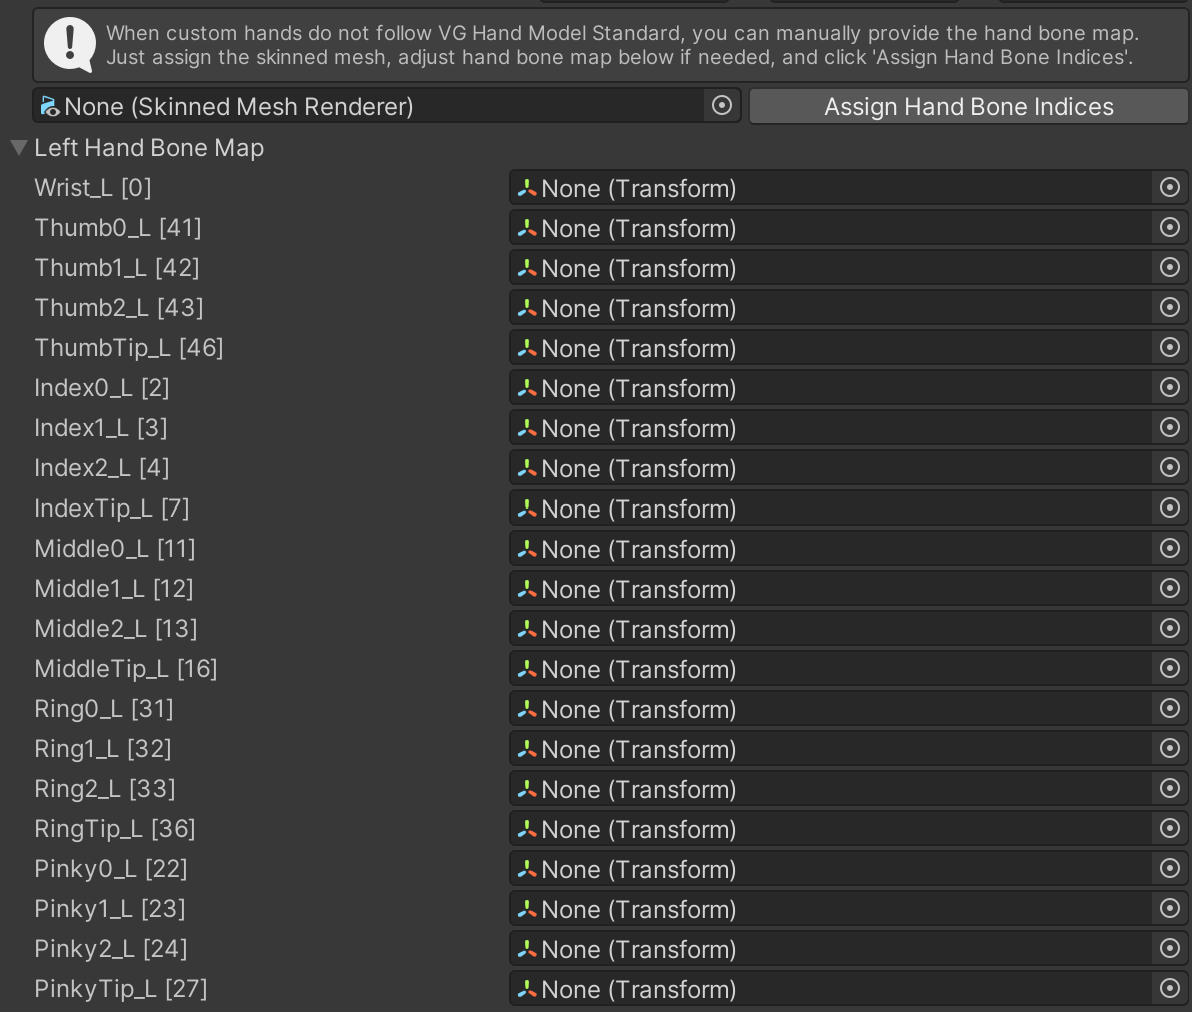 When custom hands do not follow VG Hand Model Standard, you can manually provide the hand bone map.
Just assign the skinned mesh, adjust hand bone map below if needed, and click 'Assign Hand Bone Indices'.
None (Skinned Mesh Renderer) Assign Hand Bone Indices
Left Hand Bone Map
Wrist_L [0] None (Transform)
Thumb0_L [41] None (Transform)
Thumb1_L [42] None (Transform)
Thumb2_L [43] None (Transform)
ThumbTip_L [46] None (Transform)
Index0_L [2] None (Transform)
Index1_L [3] None (Transform)
Index2_L [4] None (Transform)
IndexTip_L [7] None (Transform)
Middle0_L [11] None (Transform)
Middle1_L [12] None (Transform)
Middle2_L [13] None (Transform)
MiddleTip_L [16] None (Transform)
Ring0_L [31] None (Transform)
Ring1_L [32] None (Transform)
Ring2_L [33] None (Transform)
RingTip_L [36] None (Transform)
Pinky0_L [22] None (Transform)
Pinky1_L [23] None (Transform)
Pinky2_L [24] None (Transform)
PinkyTip_L [27] None (Transform)